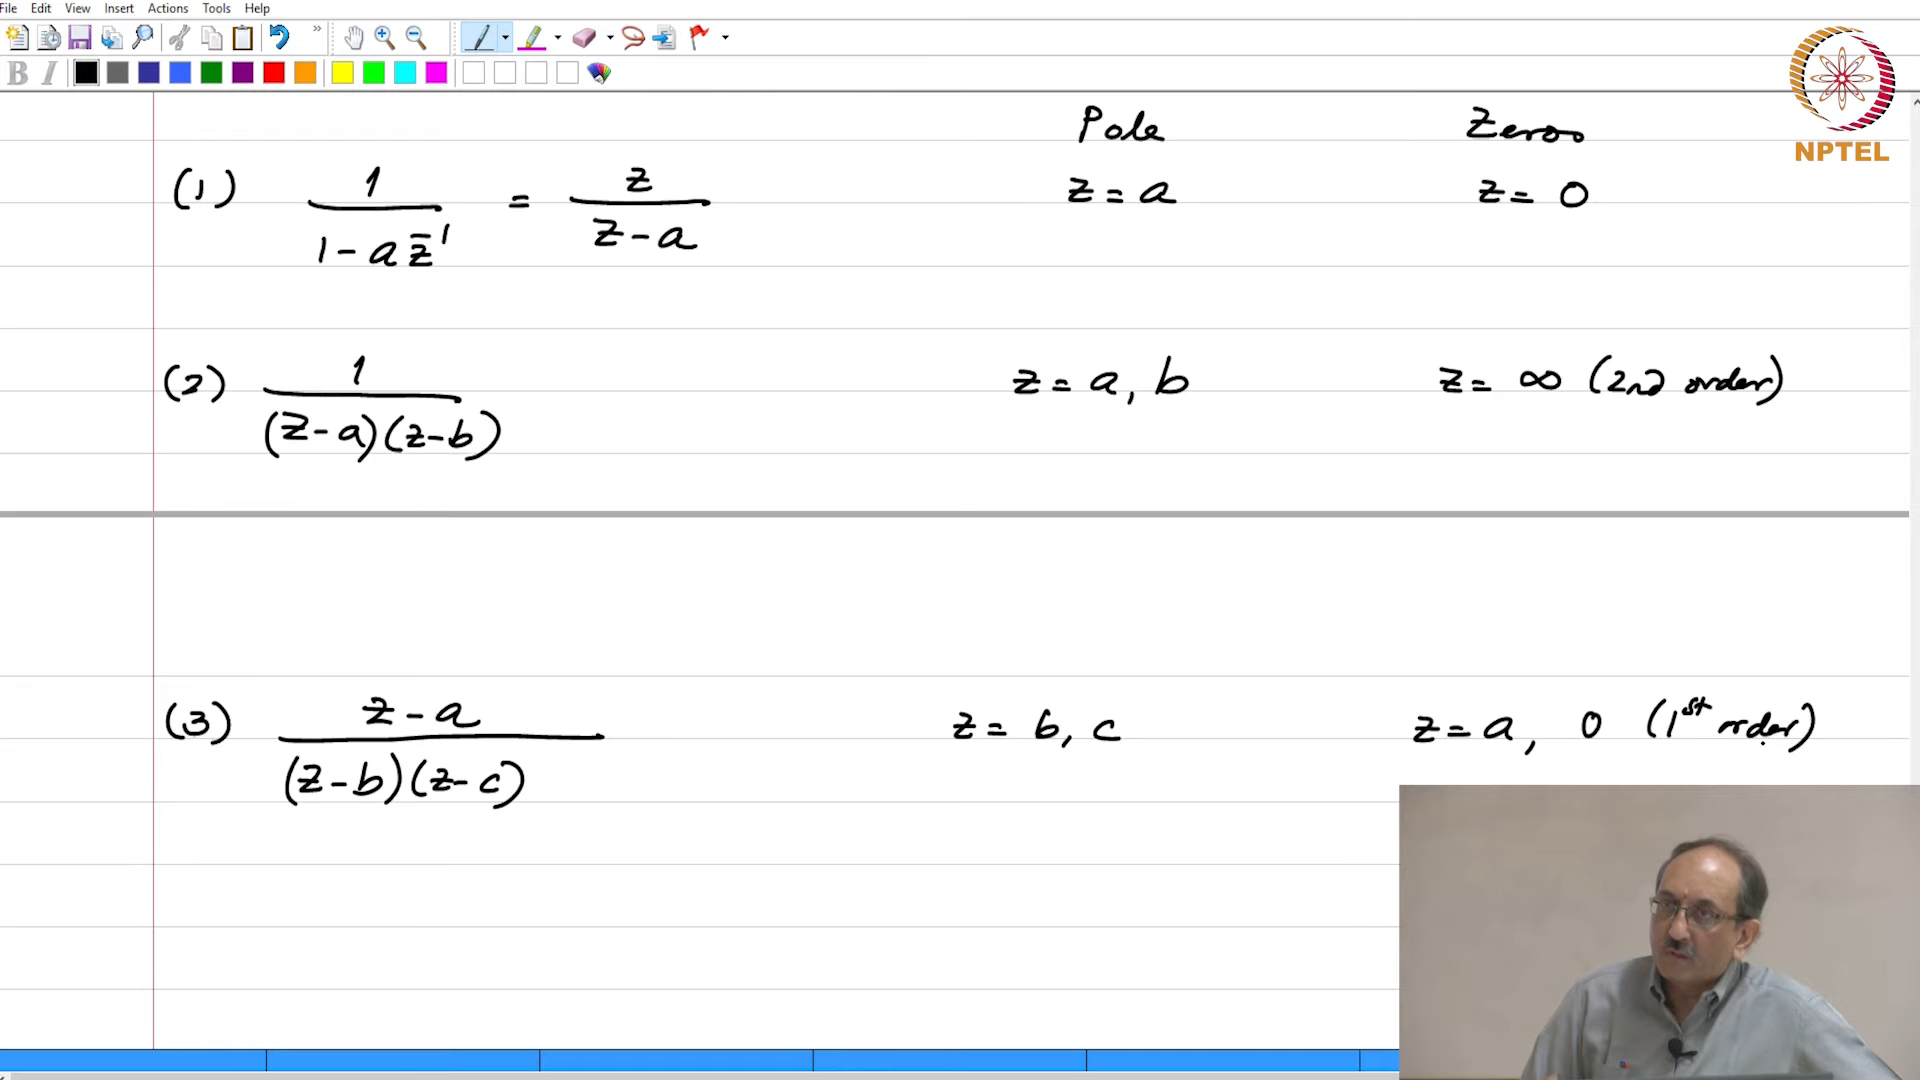 File Edit View Insert Actions Tools Help
B I
NPTEL
Pole Zeros
(1) 1 / (1 - a z^-1) = z / (z - a) z = a z = 0
(2) 1 / ((z - a)(z - b)) z = a, b z = ∞ (2nd order)
(3) (z - a) / ((z - b)(z - c)) z = b, c z = a, 0 (1st order)